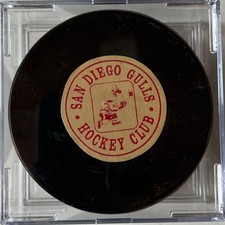 SAN DIEGO GULLS
HOCKEY CLUB